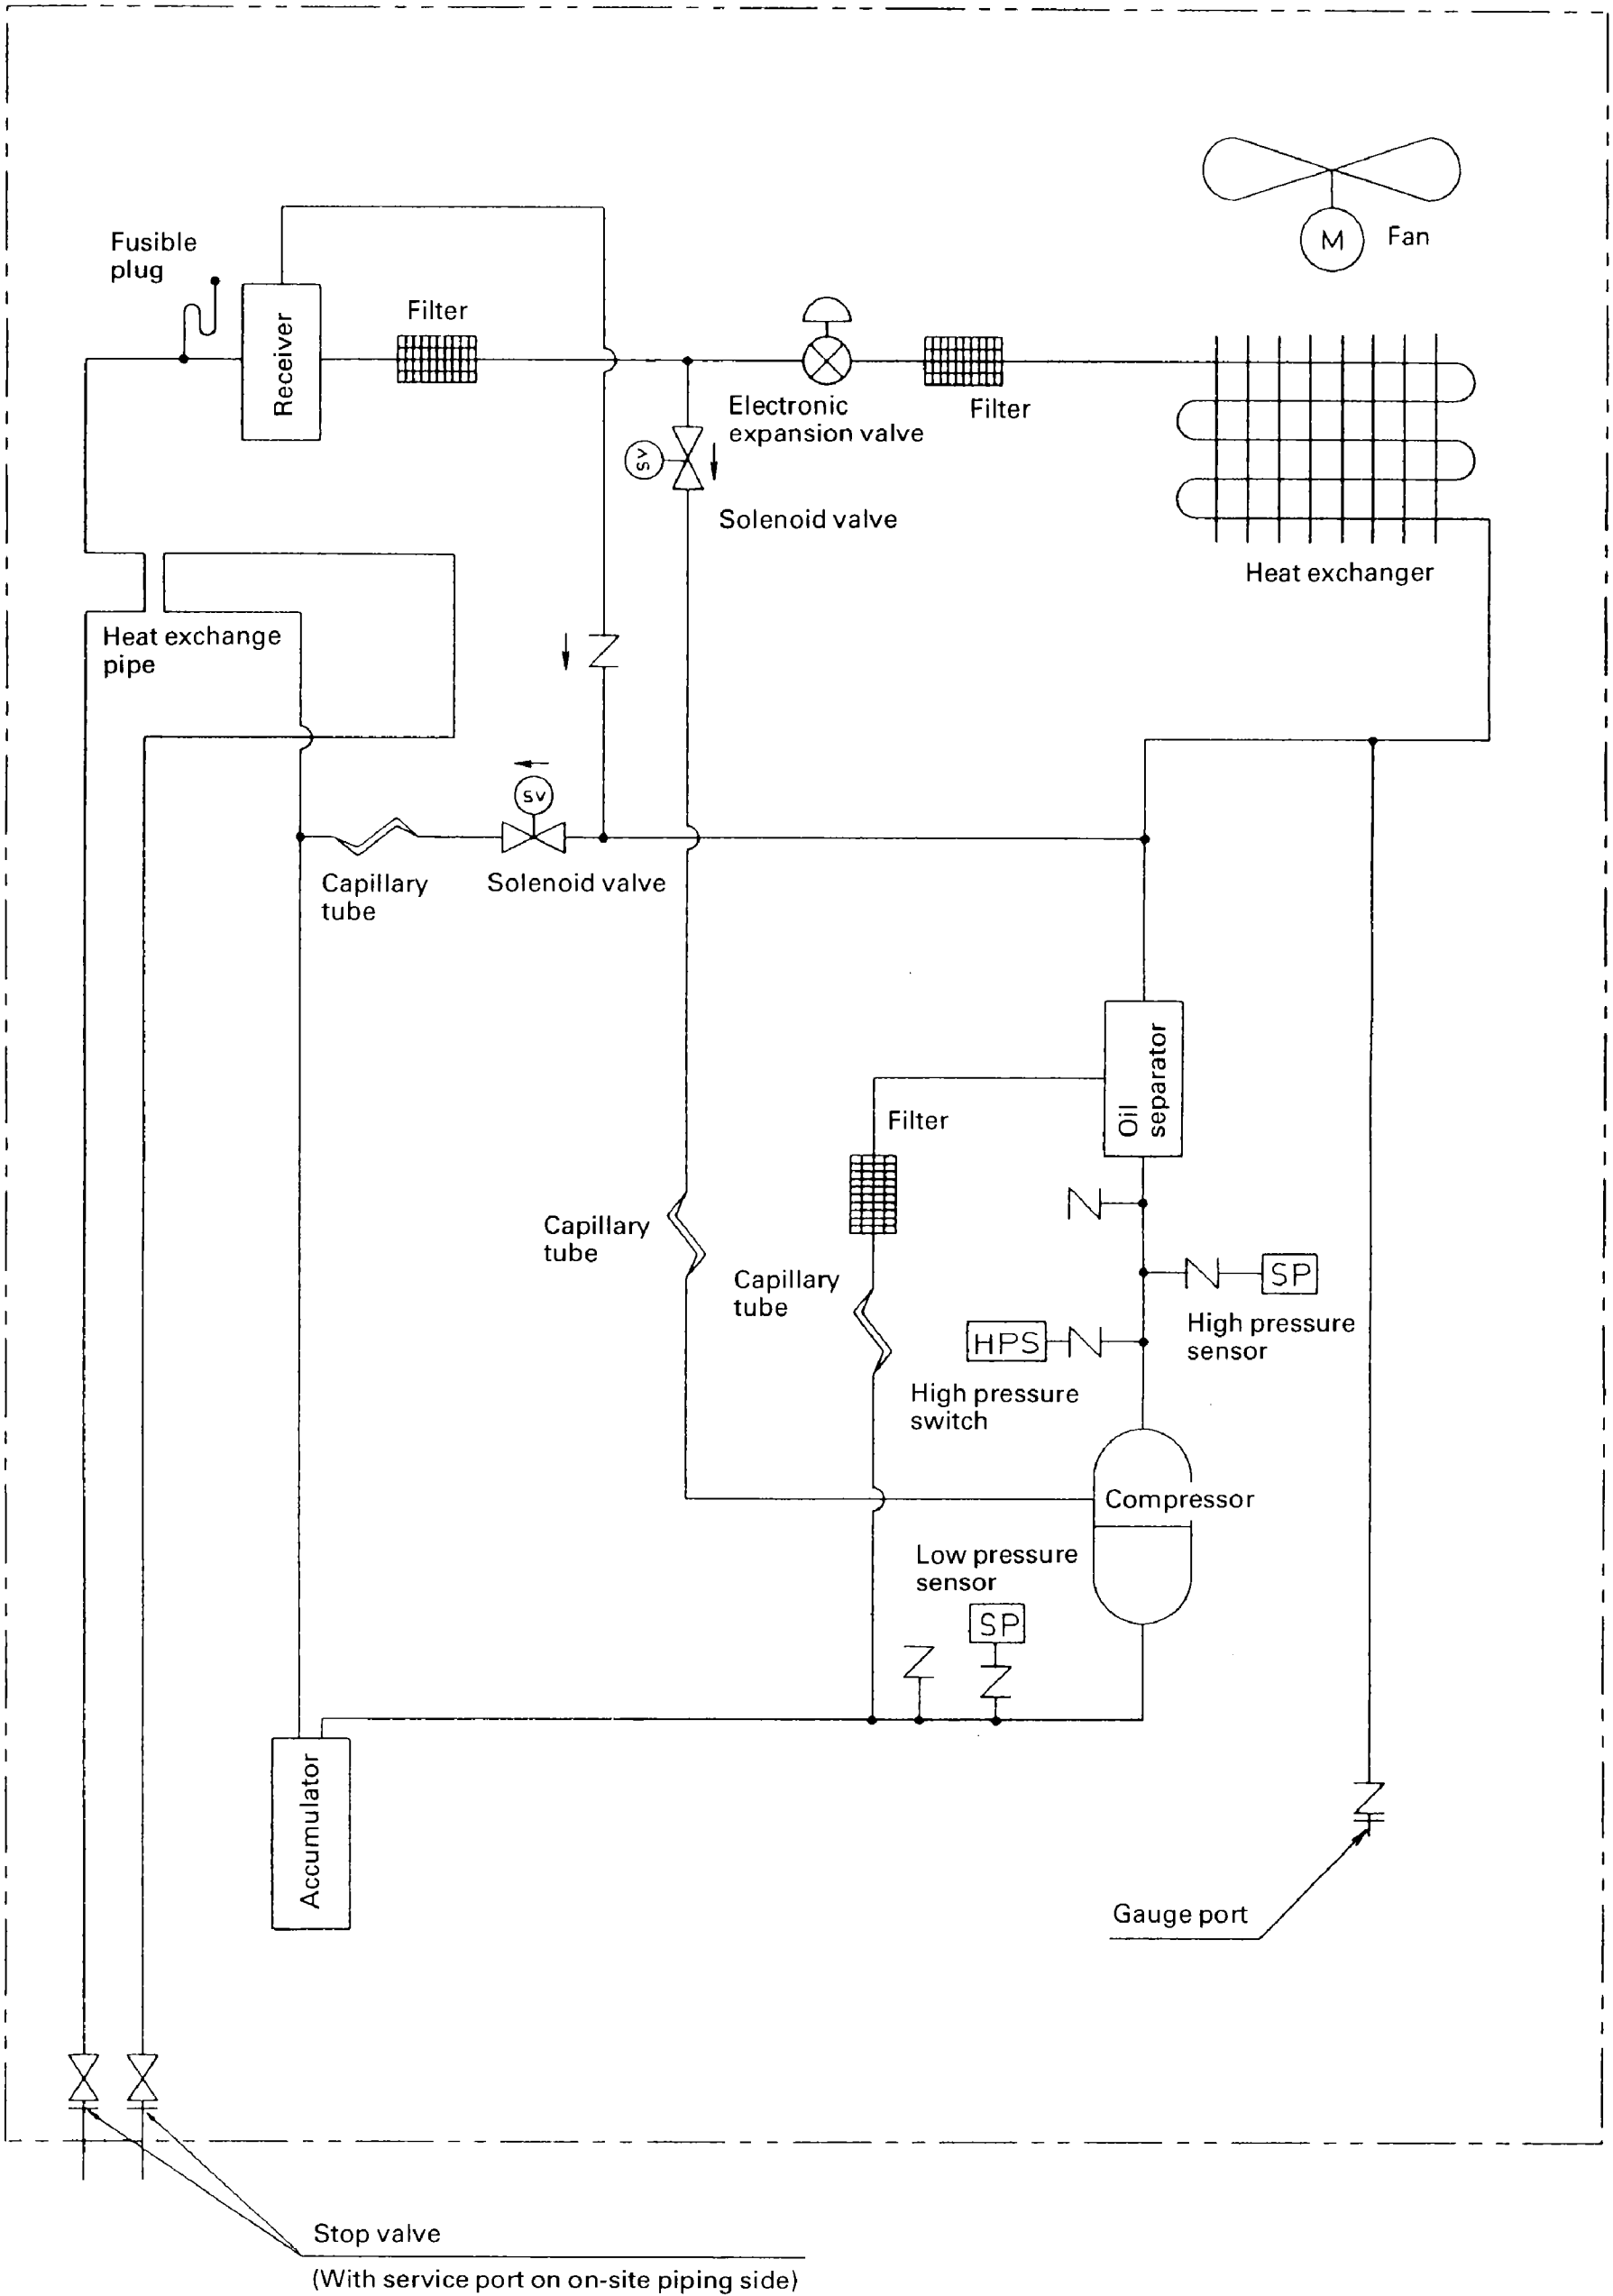 Fusible
plug
M
Fan
Receiver
Filter
Electronic
expansion valve
Filter
SV
Solenoid valve
Heat exchanger
Heat exchange
pipe
SV
Capillary
tube
Solenoid valve
Oil
separator
Filter
Capillary
tube
Capillary
tube
SP
High pressure
sensor
HPS
High pressure
switch
Compressor
Low pressure
sensor
SP
Accumulator
Gauge port
Stop valve
(With service port on on-site piping side)